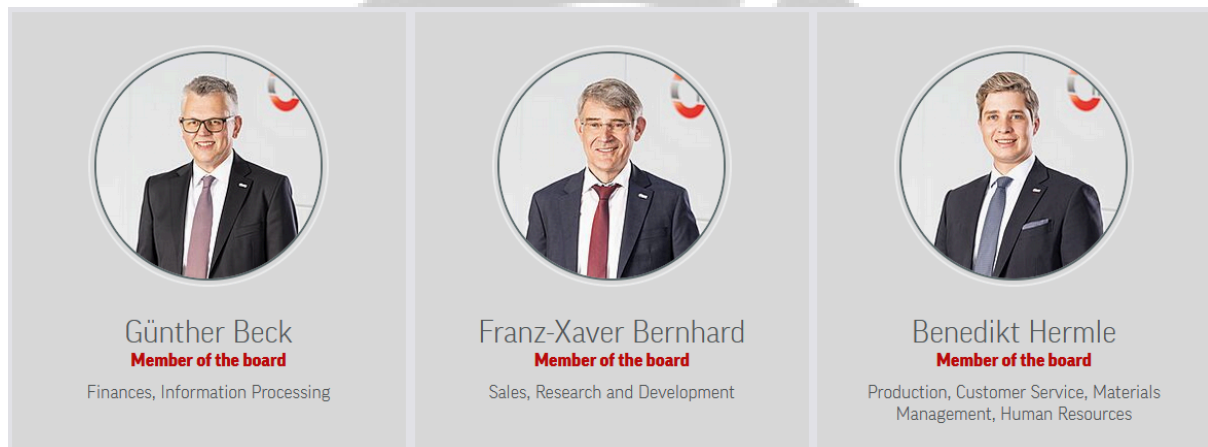 Günther Beck
Member of the board
Finances, Information Processing
Franz-Xaver Bernhard
Member of the board
Sales, Research and Development
Benedikt Hermle
Member of the board
Production, Customer Service, Materials
Management, Human Resources